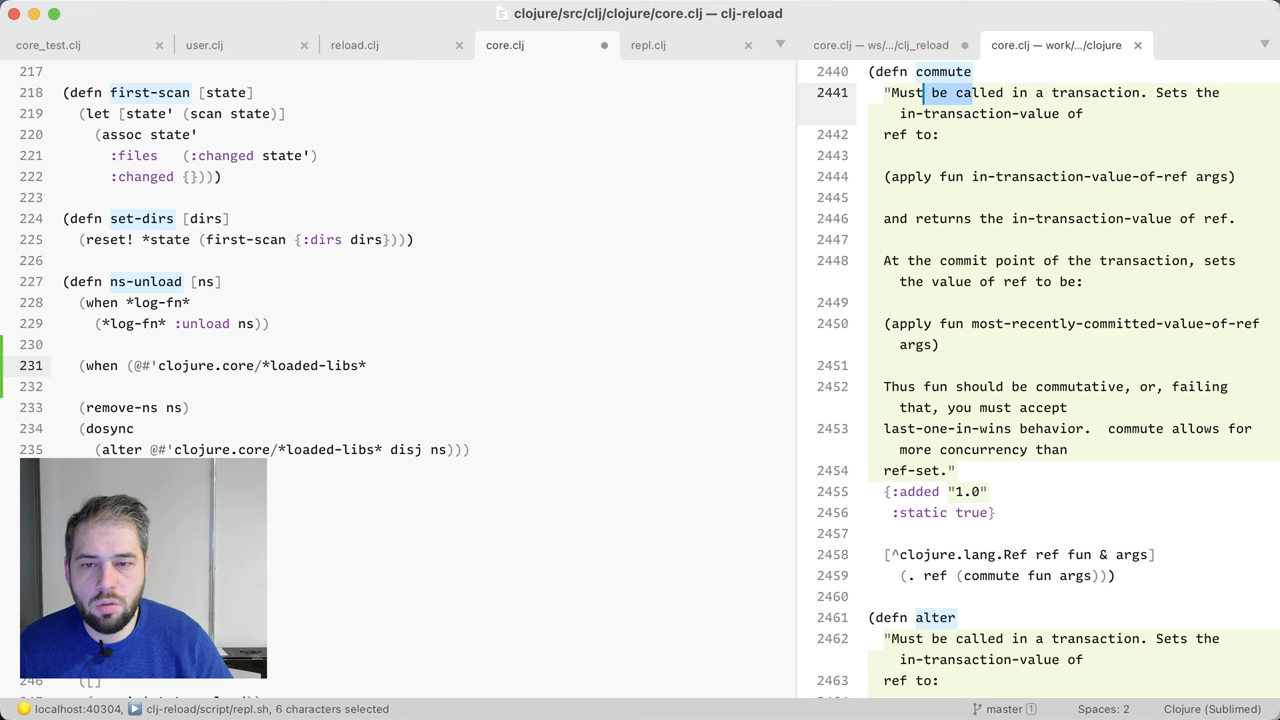 clojure/src/clj/clojure/core.clj — clj-reload
core_test.clj
user.clj
reload.clj
core.clj
repl.clj
core.clj — ws/.../clj_reload
core.clj — work/.../clojure
217
218 (defn first-scan [state]
219 (let [state' (scan state)]
220 (assoc state'
221 :files (:changed state')
222 :changed {})))
223
224 (defn set-dirs [dirs]
225 (reset! *state (first-scan {:dirs dirs})))
226
227 (defn ns-unload [ns]
228 (when *log-fn*
229 (*log-fn* :unload ns))
230
231 (when (@#'clojure.core/*loaded-libs*
232
233 (remove-ns ns)
234 (dosync
235 (alter @#'clojure.core/*loaded-libs* disj ns)))
246 ([]
2440 (defn commute
2441 "Must be called in a transaction. Sets the
in-transaction-value of
2442 ref to:
2443
2444 (apply fun in-transaction-value-of-ref args)
2445
2446 and returns the in-transaction-value of ref.
2447
2448 At the commit point of the transaction, sets
the value of ref to be:
2449
2450 (apply fun most-recently-committed-value-of-ref
args)
2451
2452 Thus fun should be commutative, or, failing
that, you must accept
2453 last-one-in-wins behavior.  commute allows for
more concurrency than
2454 ref-set."
2455 {:added "1.0"
2456 :static true}
2457
2458 [^clojure.lang.Ref ref fun & args]
2459 (. ref (commute fun args)))
2460
2461 (defn alter
2462 "Must be called in a transaction. Sets the
in-transaction-value of
2463 ref to:
localhost:40304, clj-reload/script/repl.sh, 6 characters selected
master 1
Spaces: 2
Clojure (Sublimed)